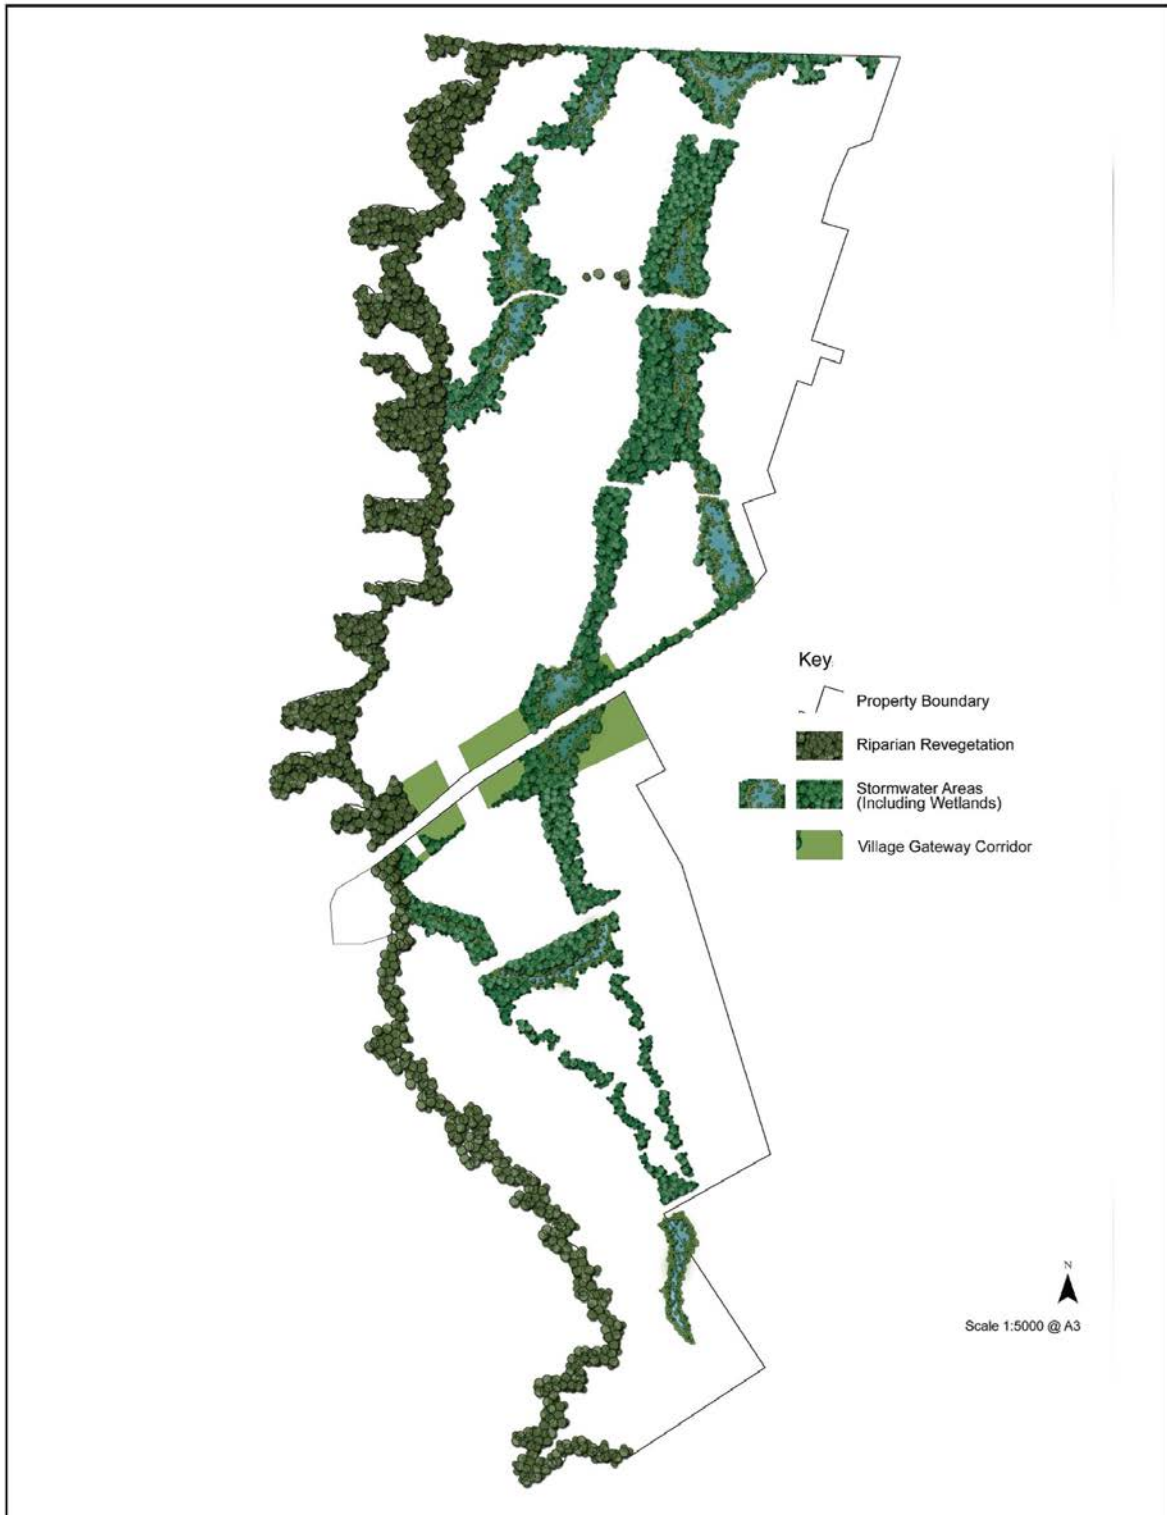 Key
Property Boundary
Riparian Revegetation
Stormwater Areas
(Including Wetlands)
Village Gateway Corridor
N
Scale 1:5000 @ A3